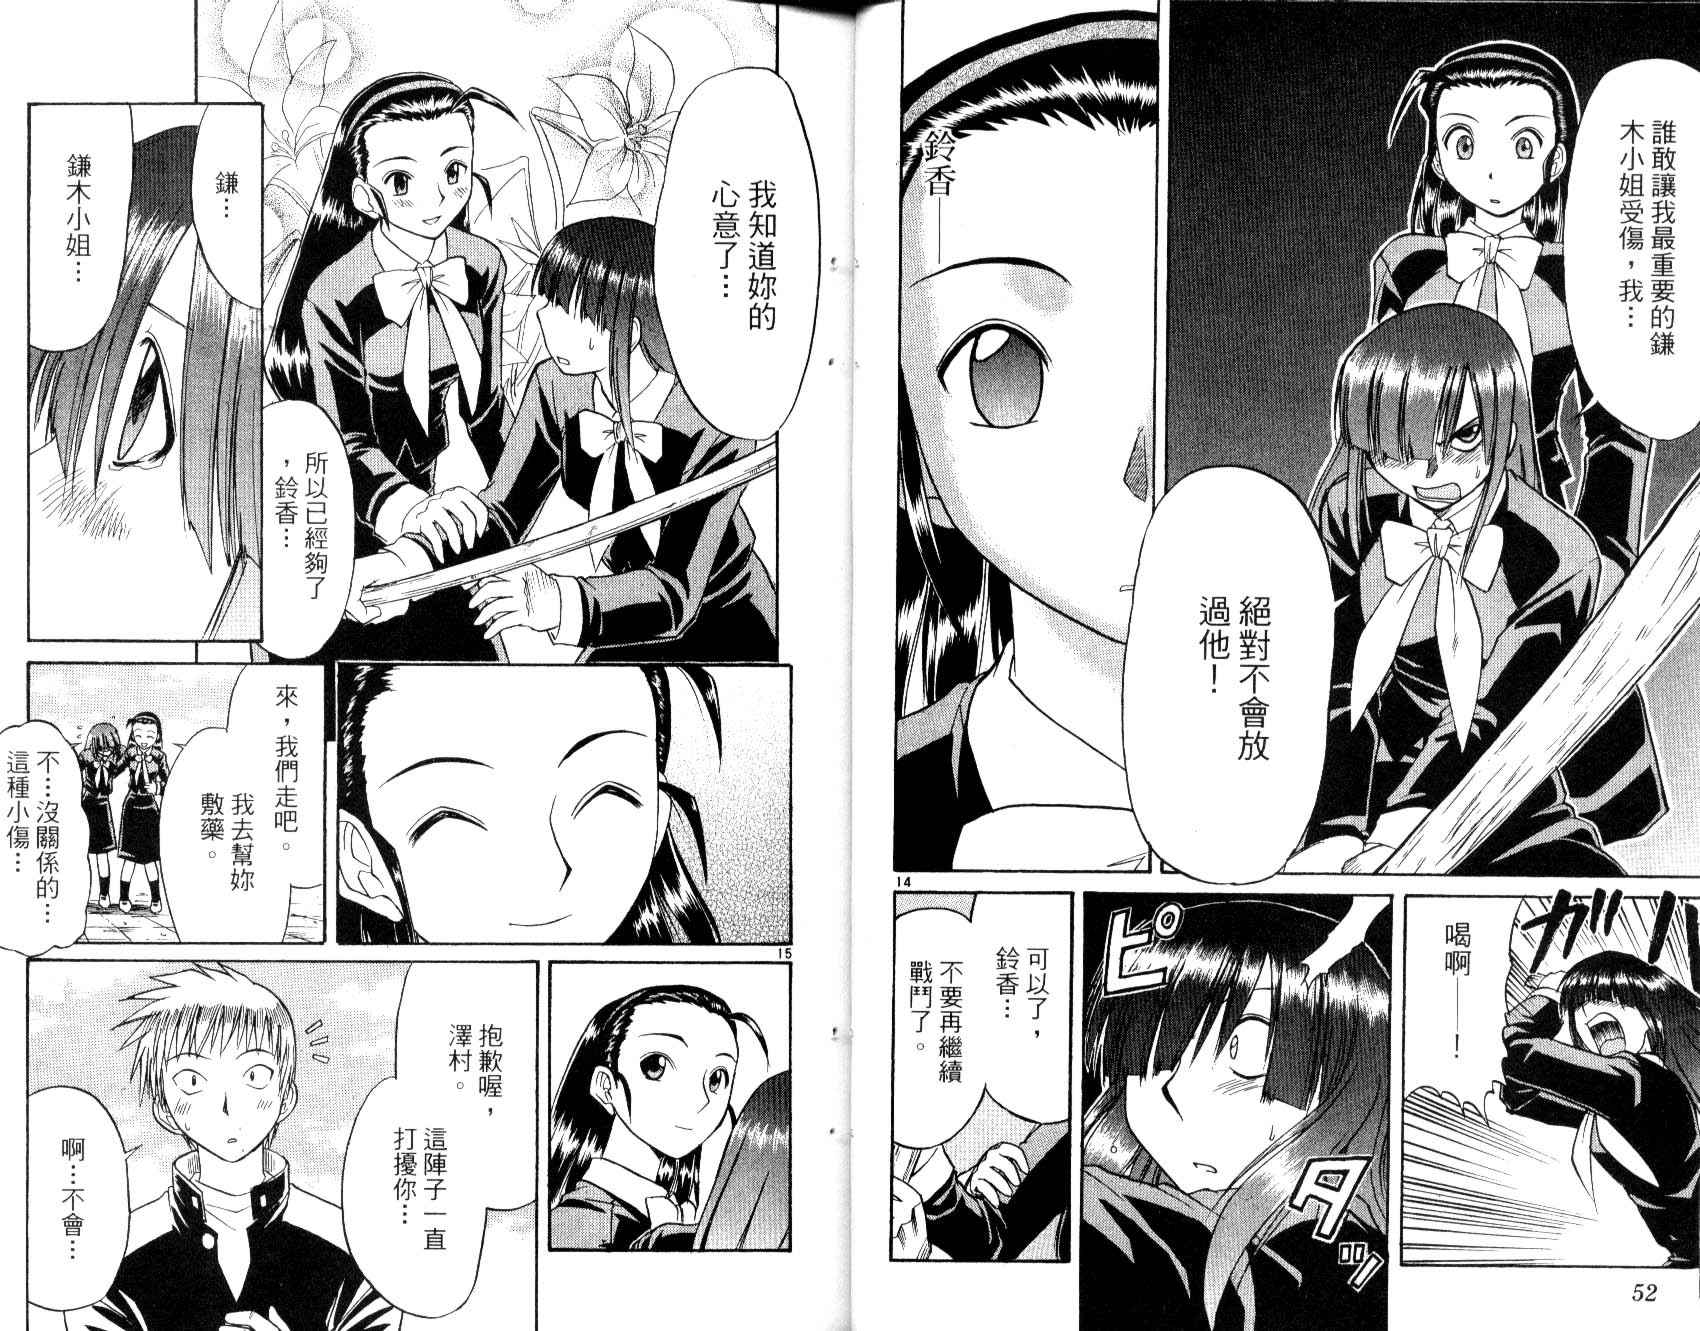 誰敢讓我最重要的鎌
木小姐受傷，我…
絕對不會放
過他！
鈴香——
喝啊——！
ガバッ
ピタッ
可以了，
鈴香…
不要再繼續
戰鬥了。
14
52
我知道妳的
心意了…
所以已經夠了
，鈴香…
鎌…
鎌木小姐…
來，我們走吧。
我去幫妳
敷藥。
不…沒關係的…
這種小傷…
15
抱歉喔，
澤村。
這陣子一直
打擾你…
啊…不會…